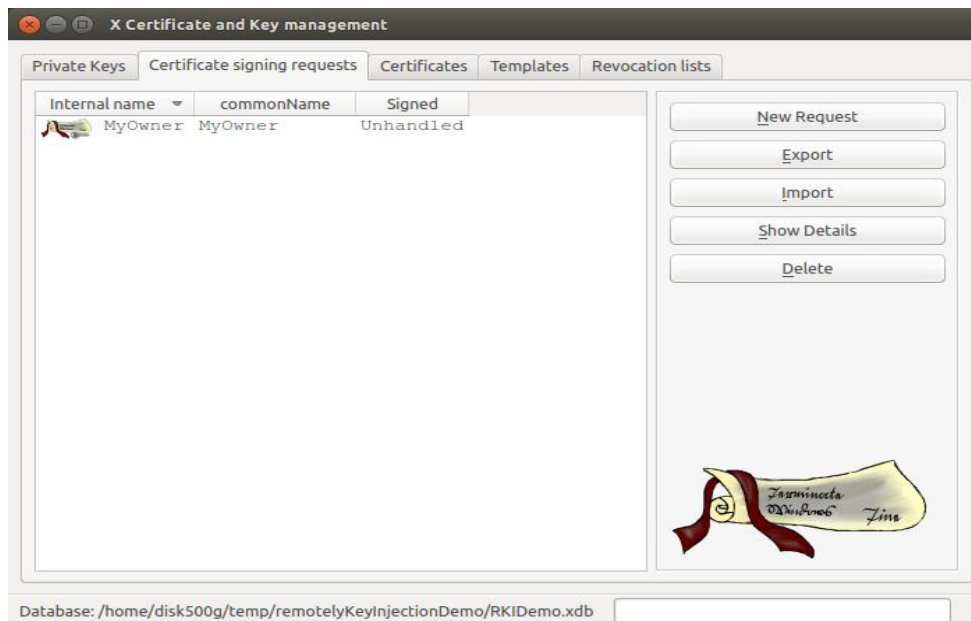 X Certificate and Key management
Private Keys Certificate signing requests Certificates Templates Revocation lists
Internal name commonName Signed
MyOwner MyOwner Unhandled
New Request
Export
Import
Show Details
Delete
Database: /home/disk500g/temp/remotelyKeyInjectionDemo/RKIDemo.xdb